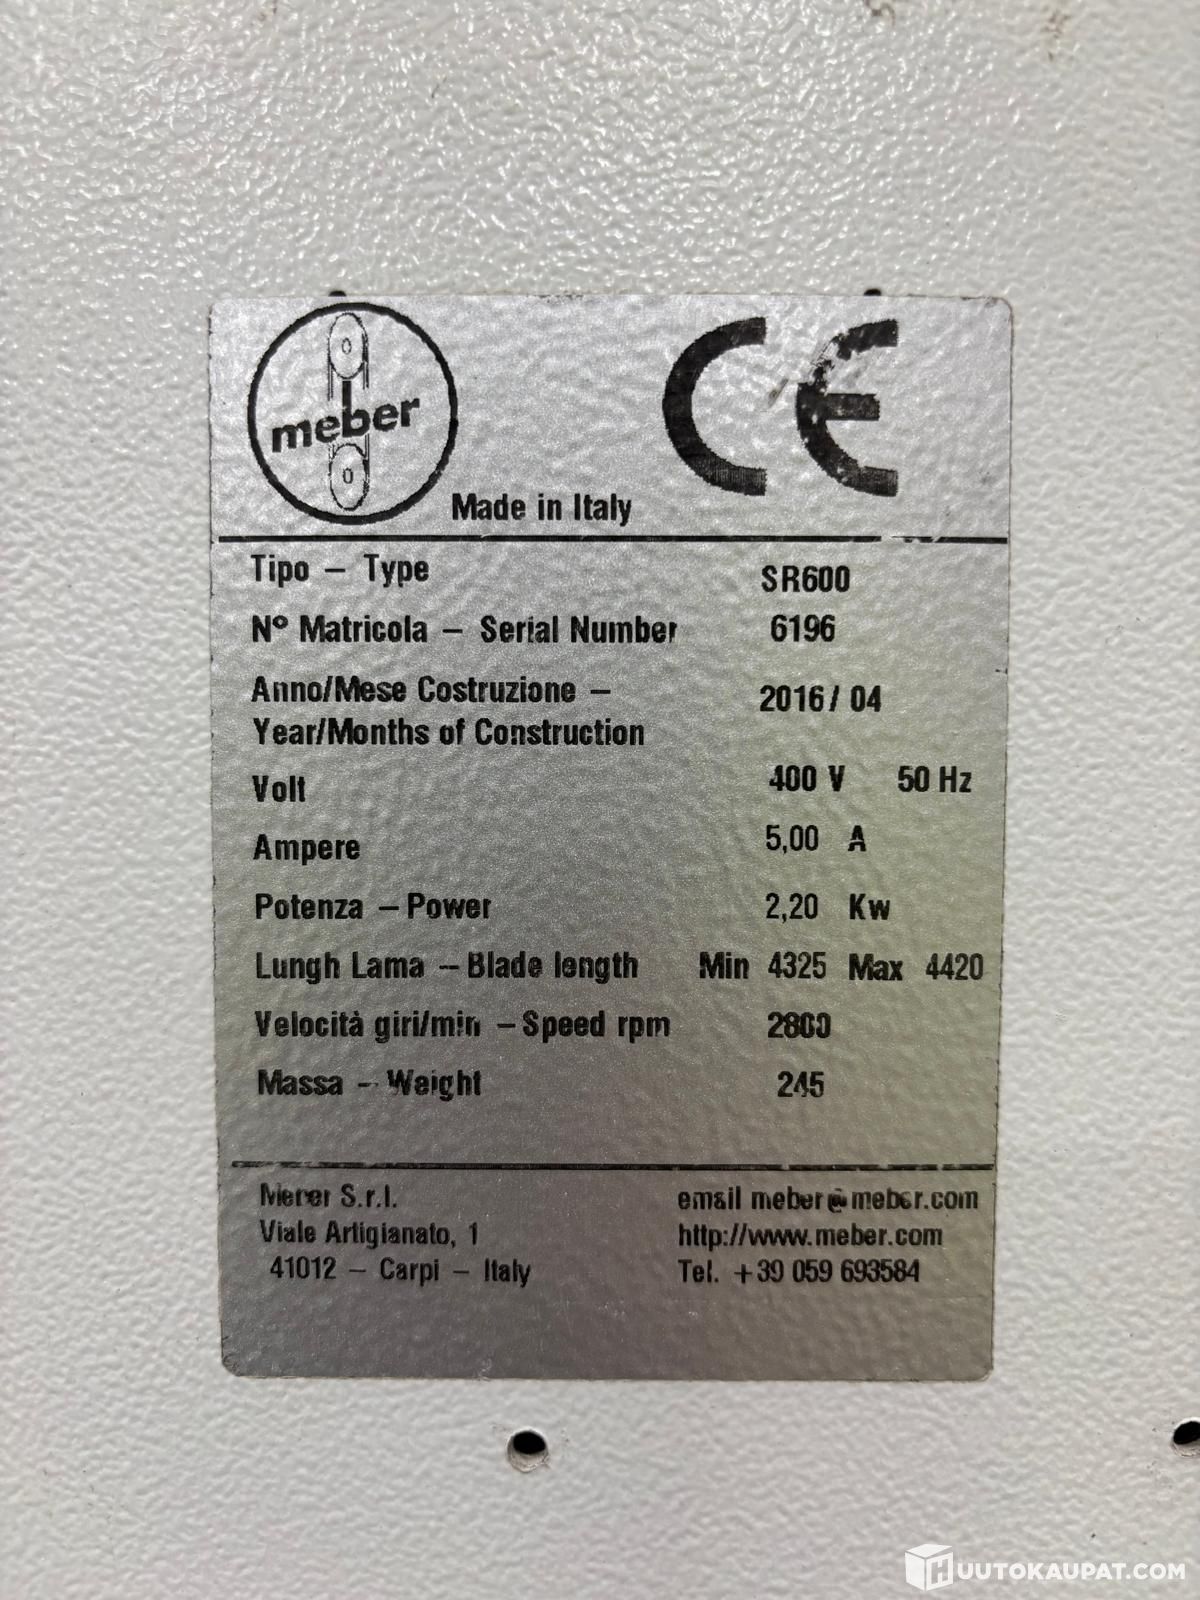 meber
CE
Made in Italy
Tipo – Type SR600
Nº Matricola – Serial Number 6196
Anno/Mese Costruzione – 2016/ 04
Year/Months of Construction
Volt 400 V 50 Hz
Ampere 5,00 A
Potenza – Power 2,20 Kw
Lungh Lama – Blade length Min 4325 Max 4420
Velocità giri/min – Speed rpm 2800
Massa – Weight 245
Meber S.r.l. email meber@meber.com
Viale Artigianato, 1 http://www.meber.com
41012 – Carpi – Italy Tel. +39 059 693584
HUUTOKAUPAT.COM